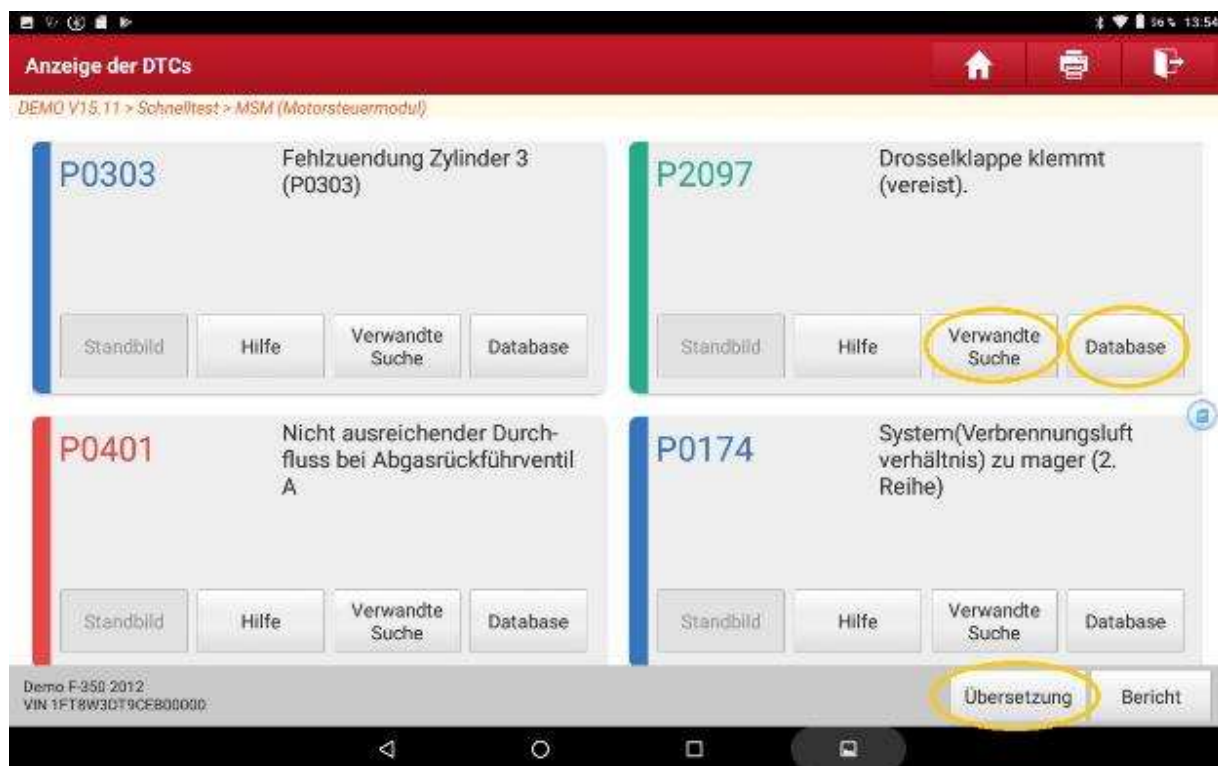 96% 13:54
Anzeige der DTCs
DEMO V15.11 > Schnelltest > MSM (Motorsteuermodul)
P0303
Fehlzuendung Zylinder 3
(P0303)
Standbild
Hilfe
Verwandte
Suche
Database
P2097
Drosselklappe klemmt
(vereist).
Standbild
Hilfe
Verwandte
Suche
Database
P0401
Nicht ausreichender Durch-
fluss bei Abgasrückführventil
A
Standbild
Hilfe
Verwandte
Suche
Database
P0174
System(Verbrennungsluft
verhältnis) zu mager (2.
Reihe)
Standbild
Hilfe
Verwandte
Suche
Database
Demo F-350 2012
VIN 1FT8W3DT9CEB00000
Übersetzung
Bericht